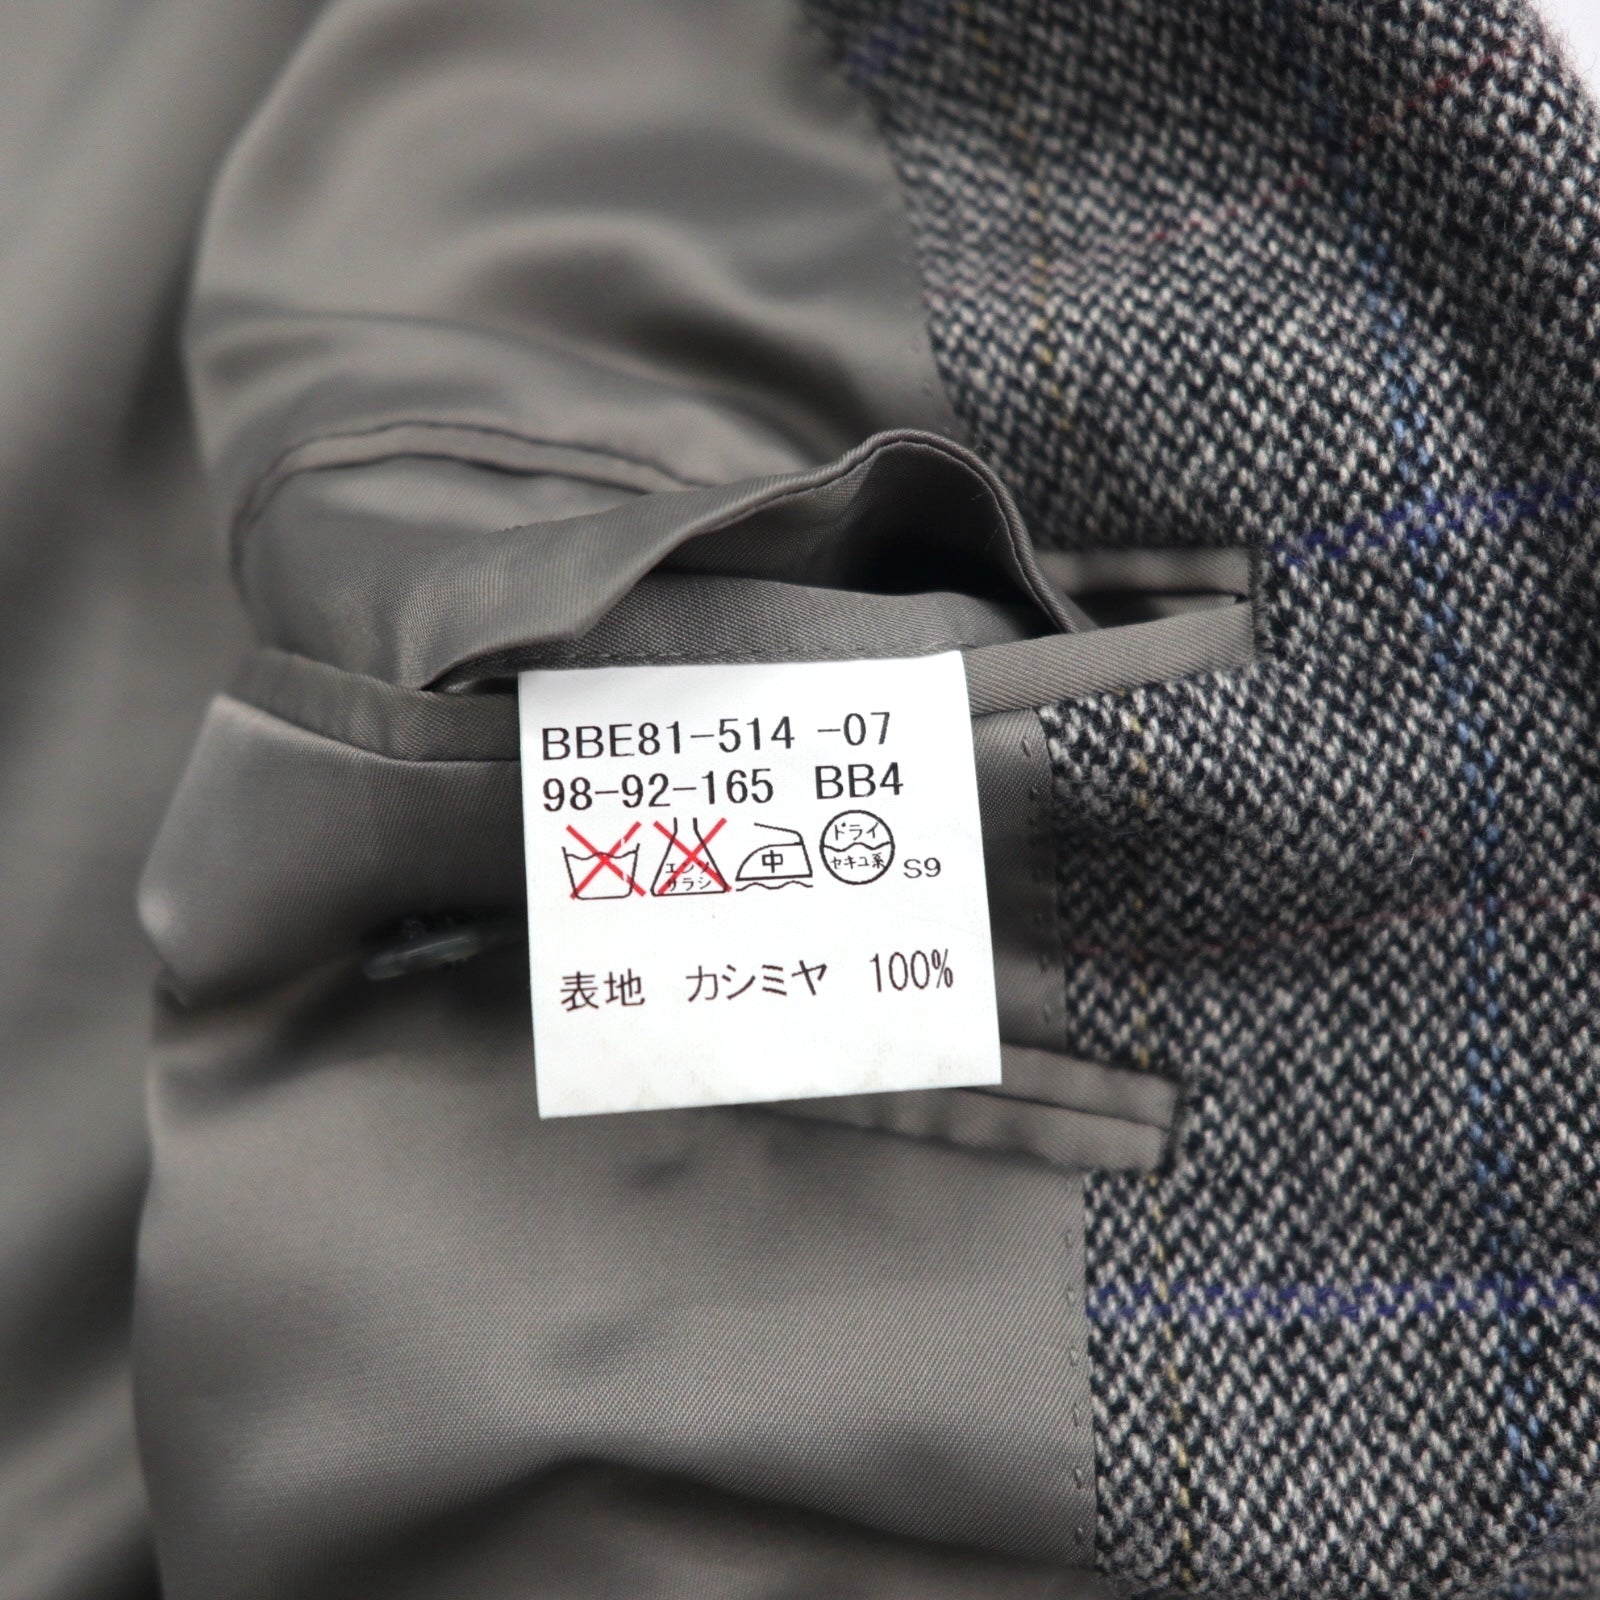 BBE81-514 -07
98-92-165 BB4
エンソ
サラシ
中
ドライ
セキユ系
S9
表地 カシミヤ 100%